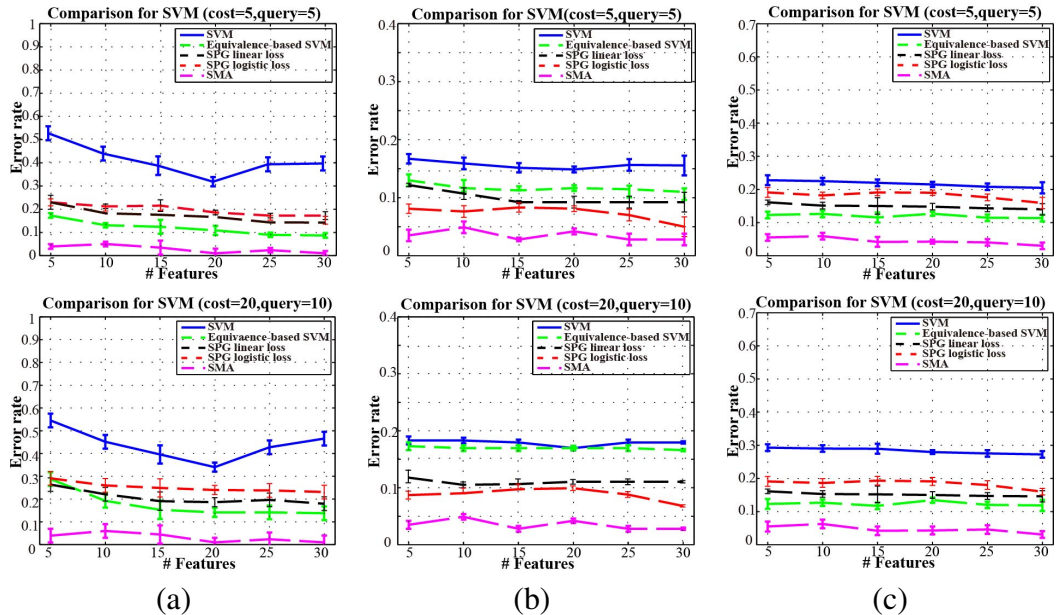 Comparison for SVM (cost=5,query=5)
1
0.9
0.8
0.7
0.6
0.5
0.4
0.3
0.2
0.1
0
Error rate
SVM
Equivalence-based SVM
SPG linear loss
SPG logistic loss
SMA
5 10 15 20 25 30
# Features
Comparison for SVM(cost=5,query=5)
0.4
0.3
0.2
0.1
0
Error rate
SVM
Equivalence-based SVM
SPG linear loss
SPG logistic loss
SMA
5 10 15 20 25 30
# Features
Comparison for SVM (cost=5,query=5)
0.7
0.6
0.5
0.4
0.3
0.2
0.1
0
Error rate
SVM
Equivalence-based SVM
SPG linear loss
SPG logistic loss
SMA
5 10 15 20 25 30
# Features
Comparison for SVM (cost=20,query=10)
1
0.9
0.8
0.7
0.6
0.5
0.4
0.3
0.2
0.1
0
Error rate
SVM
Equivaence-based SVM
SPG linear loss
SPG logistic loss
SMA
5 10 15 20 25 30
# Features
Comparison for SVM (cost=20,query=10)
0.4
0.3
0.2
0.1
0
Error rate
SVM
Equivalence-based SVM
SPG linear loss
SPG logistic loss
SMA
5 10 15 20 25 30
# Features
Comparison for SVM (cost=20,query=10)
0.7
0.6
0.5
0.4
0.3
0.2
0.1
0
Error rate
SVM
Equivalence-based SVM
SPG linear loss
SPG logistic loss
SMA
5 10 15 20 25 30
# Features
(a) (b) (c)